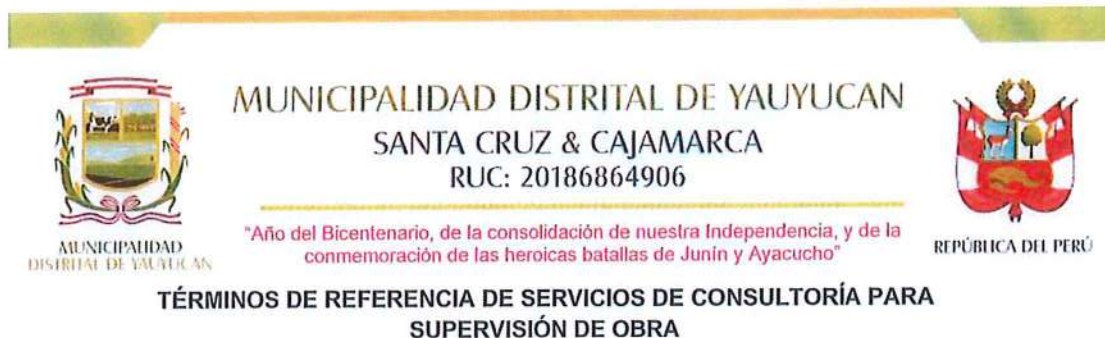 MUNICIPALIDAD DISTRITAL DE YAUYUCAN
SANTA CRUZ & CAJAMARCA
RUC: 20186864906
"Año del Bicentenario, de la consolidación de nuestra Independencia, y de la
conmemoración de las heroicas batallas de Junín y Ayacucho"
MUNICIPALIDAD
DISTRITAL DE YAUYUCAN
REPÚBLICA DEL PERÚ
TÉRMINOS DE REFERENCIA DE SERVICIOS DE CONSULTORÍA PARA
SUPERVISIÓN DE OBRA